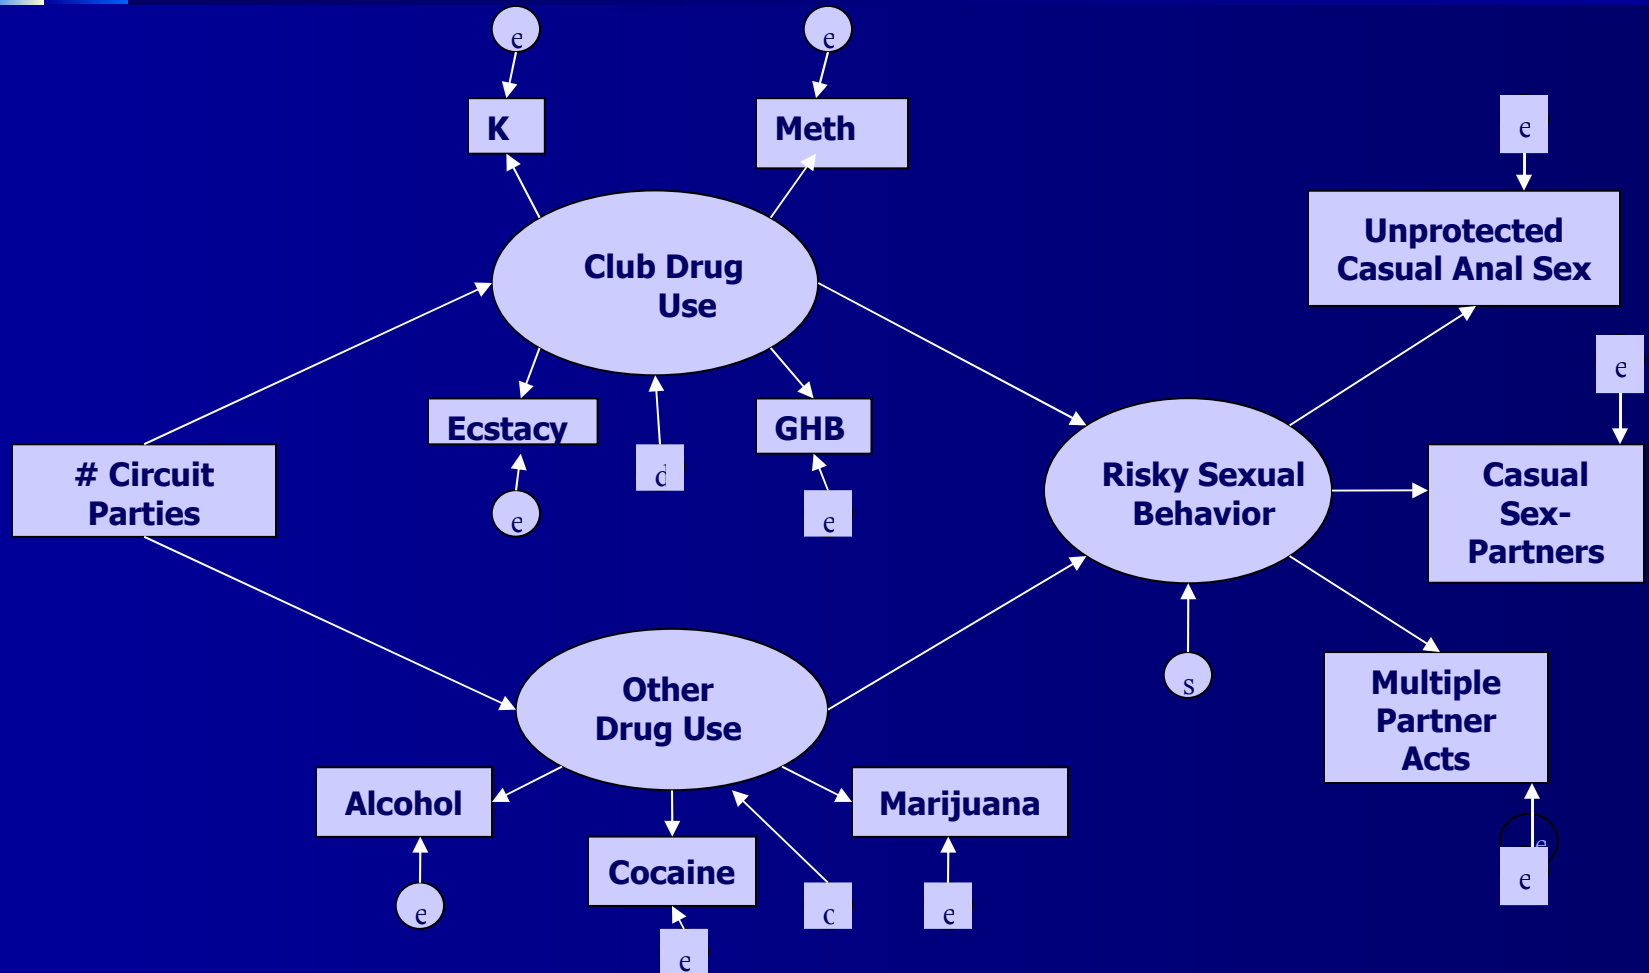 e
e
K
Meth
e
Unprotected
Casual Anal Sex
Club Drug
Use
e
Ecstacy
GHB
# Circuit
Parties
d
e
e
Risky Sexual
Behavior
Casual
Sex-
Partners
s
Other
Drug Use
Multiple
Partner
Acts
Alcohol
Marijuana
Cocaine
e
e
c
e
e
e
e